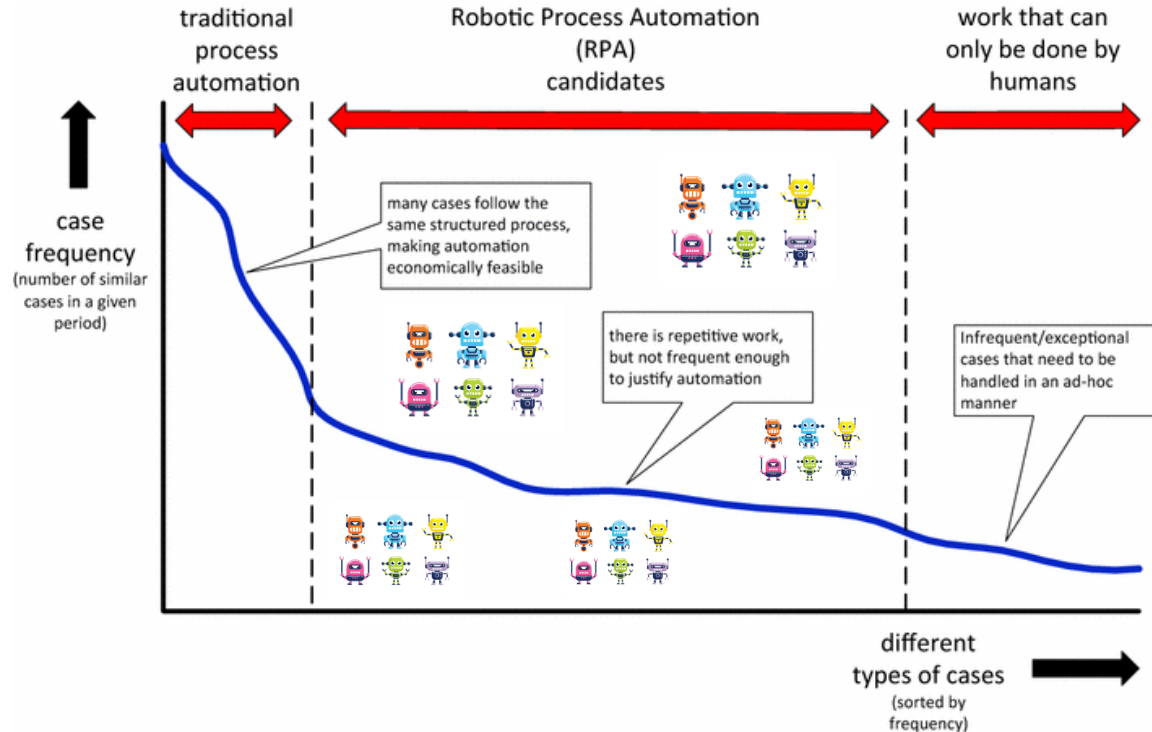 traditional
process
automation
Robotic Process Automation
(RPA)
candidates
work that can
only be done by
humans
case
frequency
(number of similar
cases in a given
period)
many cases follow the
same structured process,
making automation
economically feasible
there is repetitive work,
but not frequent enough
to justify automation
Infrequent/exceptional
cases that need to be
handled in an ad-hoc
manner
different
types of cases
(sorted by
frequency)